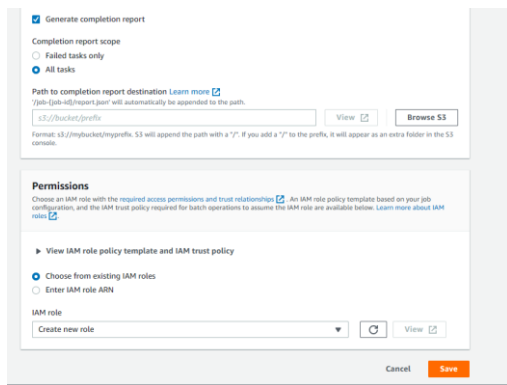 Generate completion report
Completion report scope
Failed tasks only
All tasks
Path to completion report destination Learn more
'/job-{job-id}/report.json' will automatically be appended to the path.
s3://bucket/prefix
View
Browse S3
Format: s3://mybucket/myprefix. S3 will append the path with a "/". If you add a "/" to the prefix, it will appear as an extra folder in the S3
console.
Permissions
Choose an IAM role with the required access permissions and trust relationships . An IAM role policy template based on your job
configuration, and the IAM trust policy required for batch operations to assume the IAM role are available below. Learn more about IAM
roles .
View IAM role policy template and IAM trust policy
Choose from existing IAM roles
Enter IAM role ARN
IAM role
Create new role
View
Cancel
Save